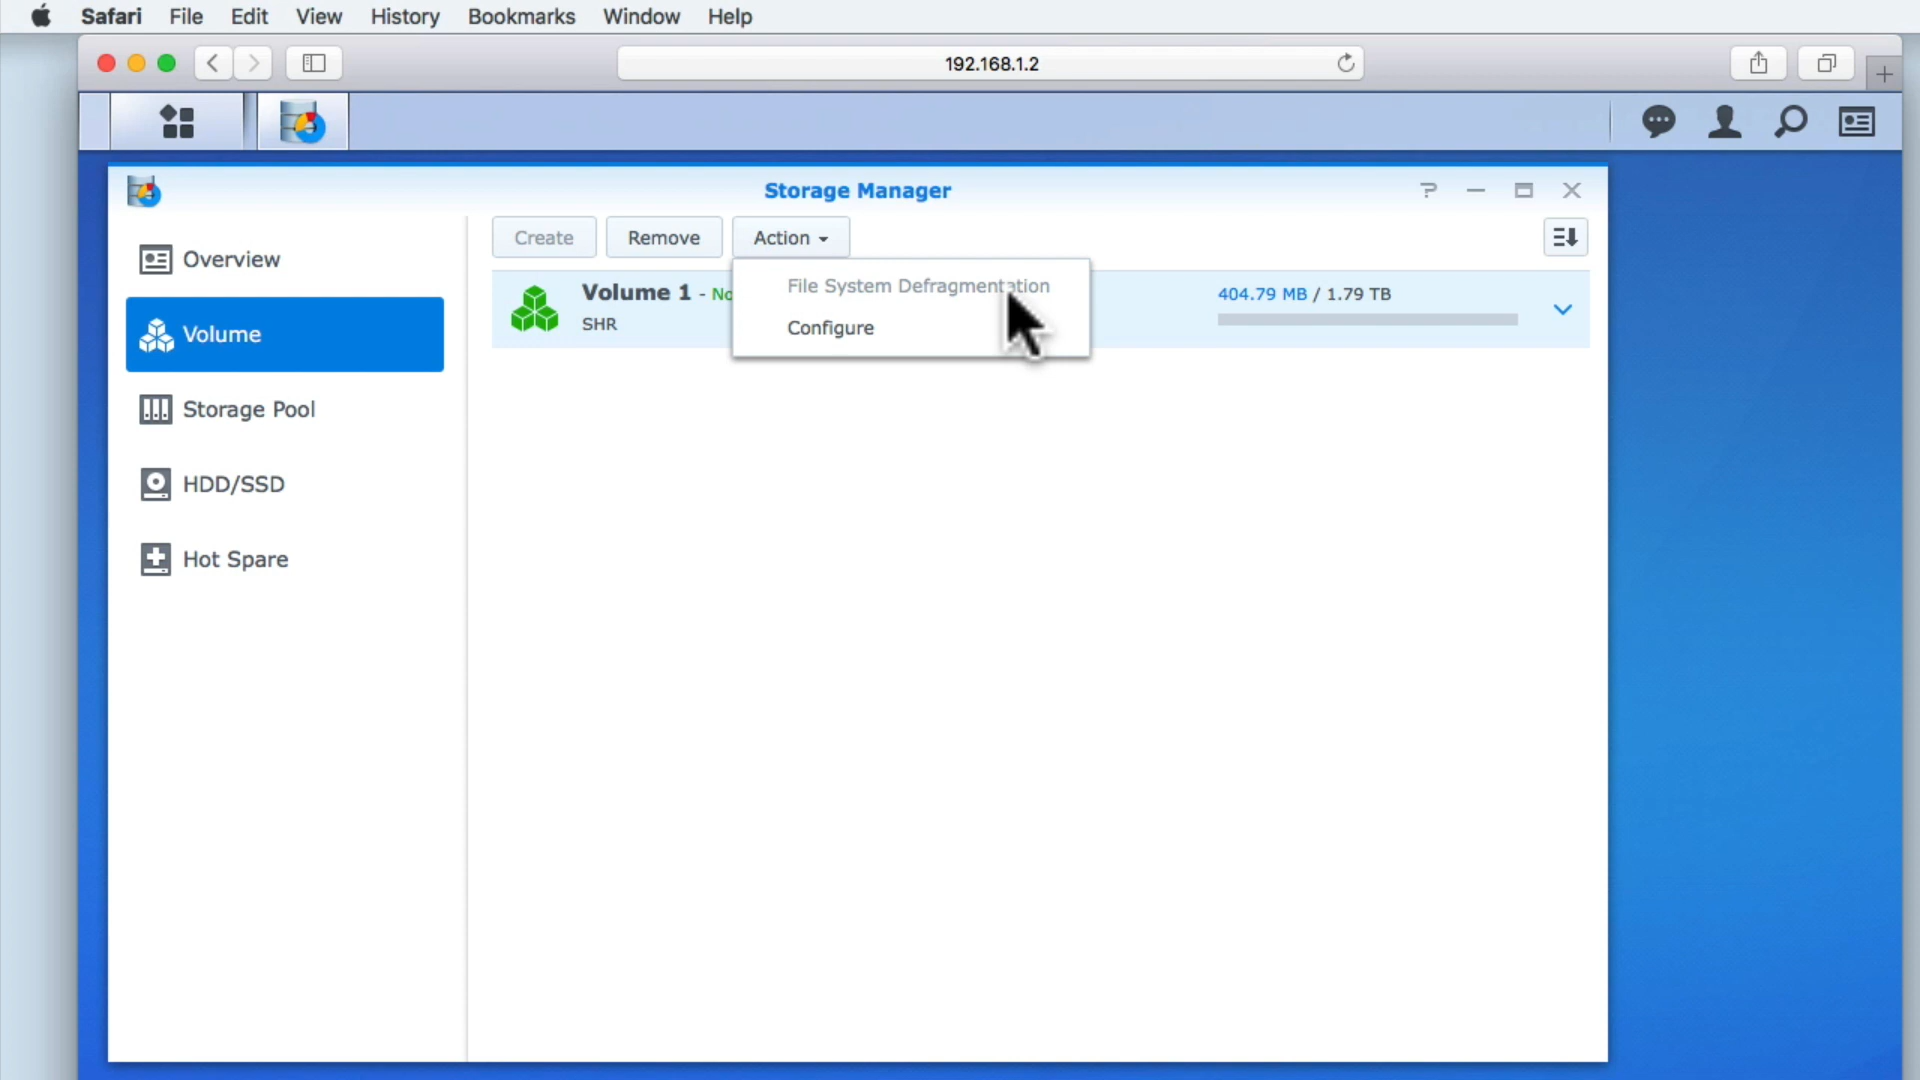 Safari File Edit View History Bookmarks Window Help
192.168.1.2
Storage Manager
Create Remove Action
Overview
Volume
Storage Pool
HDD/SSD
Hot Spare
File System Defragmentation
Configure
Volume 1 - No
SHR
404.79 MB / 1.79 TB